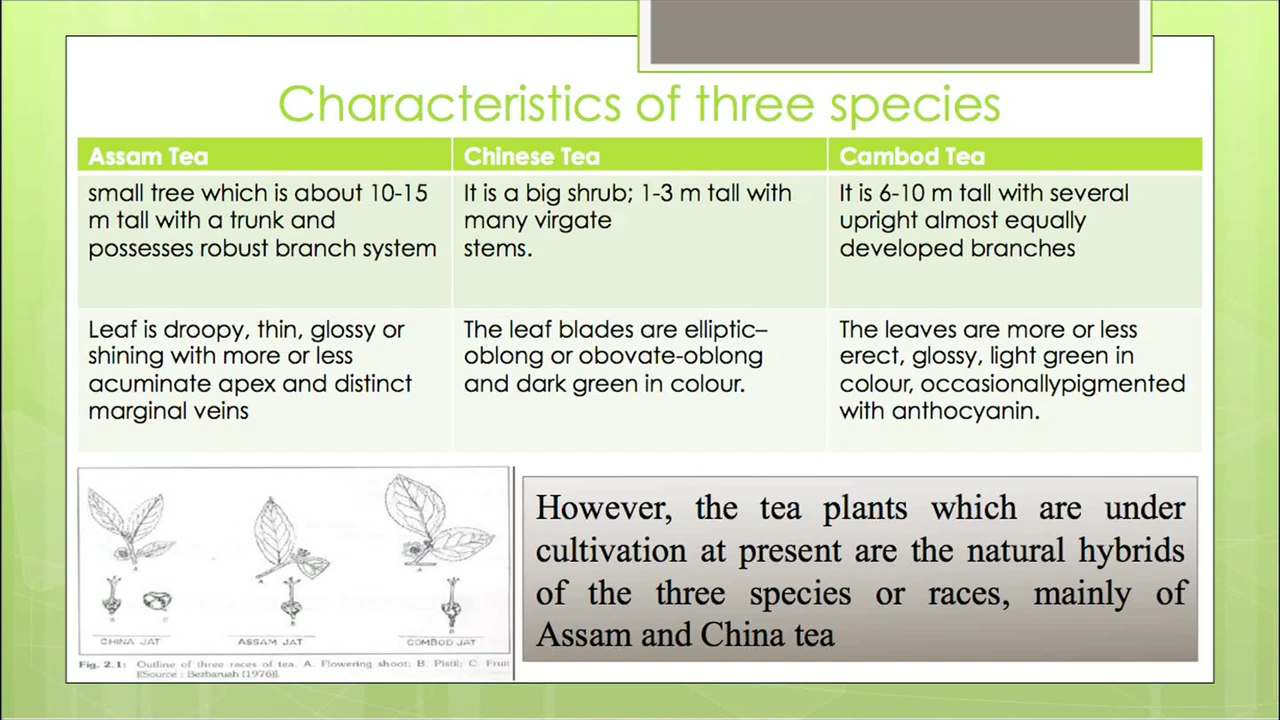 Characteristics of three species
Assam Tea
Chinese Tea
Cambod Tea
small tree which is about 10-15
m tall with a trunk and
possesses robust branch system
It is a big shrub; 1-3 m tall with
many virgate
stems.
It is 6-10 m tall with several
upright almost equally
developed branches
Leaf is droopy, thin, glossy or
shining with more or less
acuminate apex and distinct
marginal veins
The leaf blades are elliptic–
oblong or obovate-oblong
and dark green in colour.
The leaves are more or less
erect, glossy, light green in
colour, occasionallypigmented
with anthocyanin.
CHINA JAT
ASSAM JAT
COMBOD JAT
Fig. 2.1: Outline of three races of tea. A. Flowering shoot; B. Pistil; C. Fruit
[(Source : Bezbaruah (1976)].
However, the tea plants which are under
cultivation at present are the natural hybrids
of the three species or races, mainly of
Assam and China tea